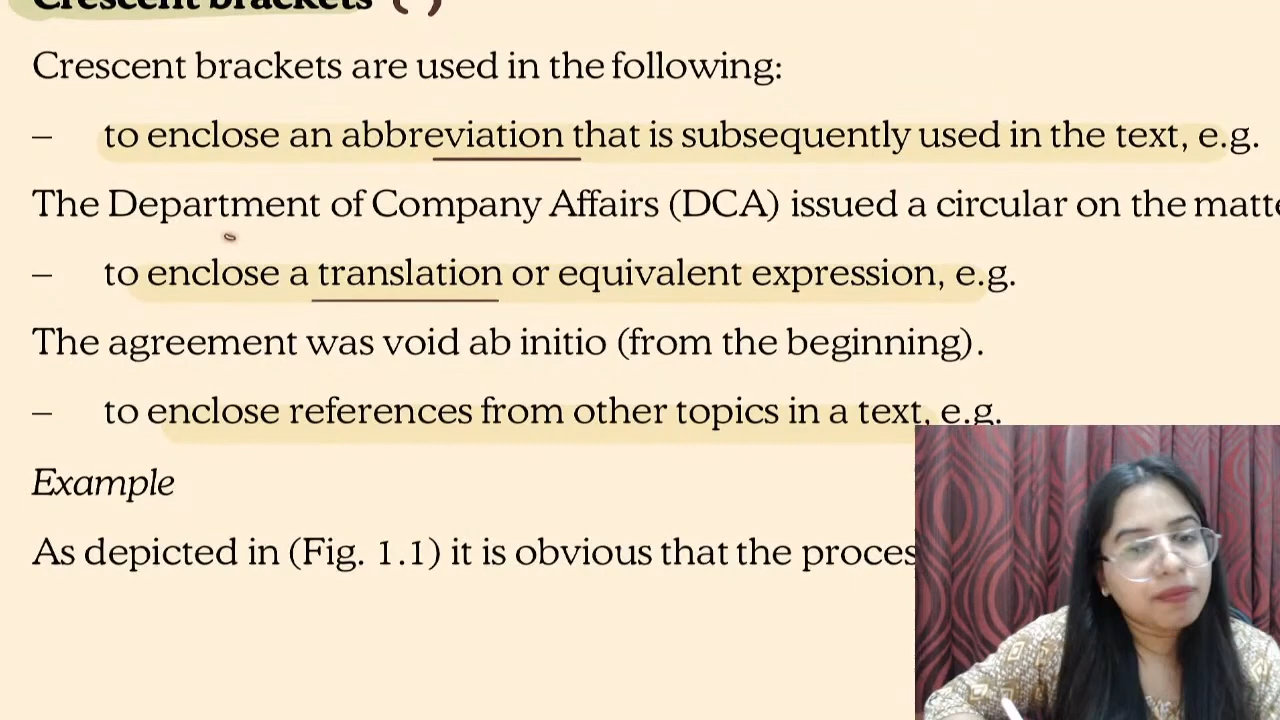 Crescent brackets ( )
Crescent brackets are used in the following:
– to enclose an abbreviation that is subsequently used in the text, e.g.
The Department of Company Affairs (DCA) issued a circular on the matte
– to enclose a translation or equivalent expression, e.g.
The agreement was void ab initio (from the beginning).
– to enclose references from other topics in a text, e.g.
Example
As depicted in (Fig. 1.1) it is obvious that the proces